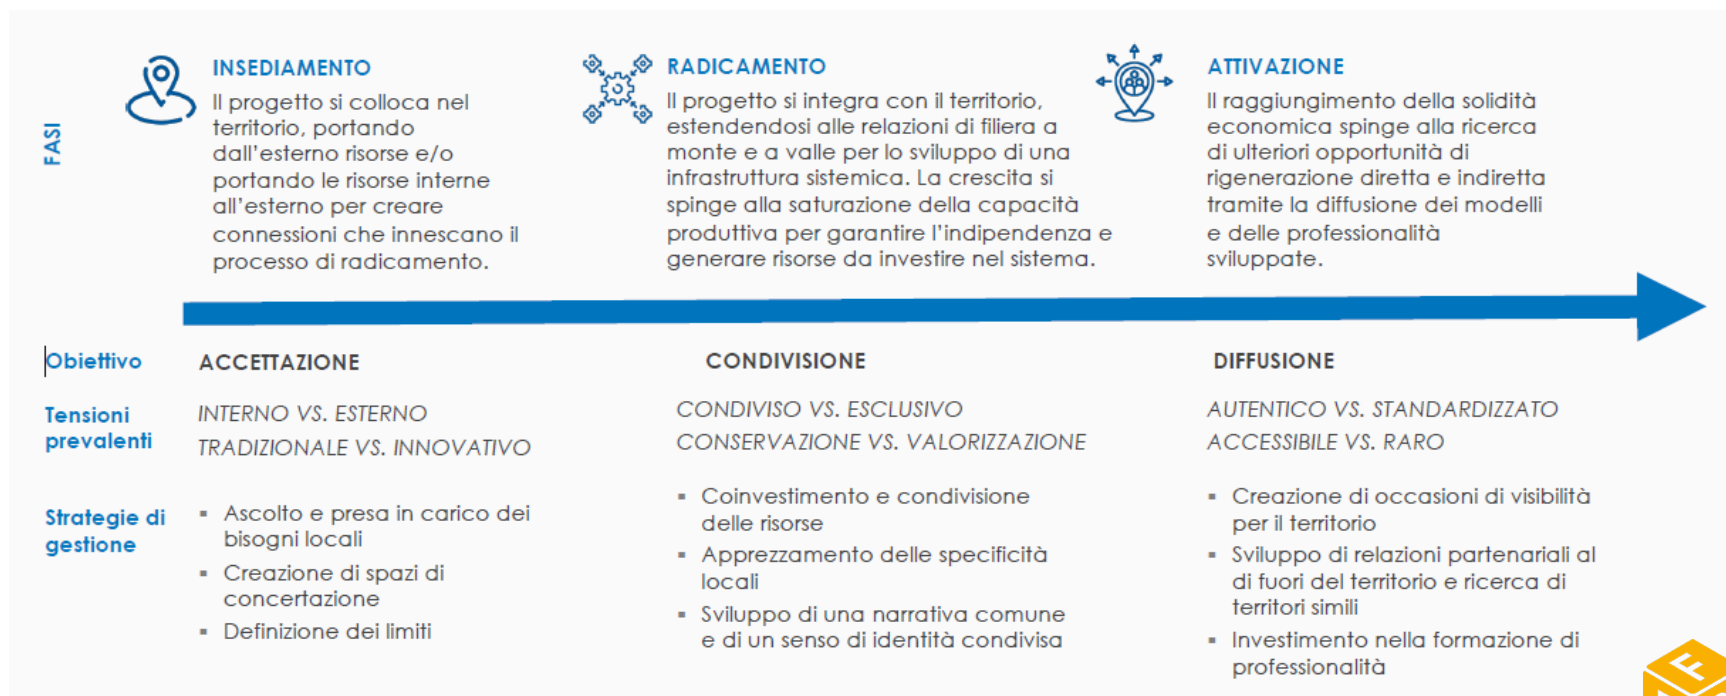 FASI
INSEDIAMENTO
Il progetto si colloca nel
territorio, portando
dall'esterno risorse e/o
portando le risorse interne
all'esterno per creare
connessioni che innescano il
processo di radicamento.
RADICAMENTO
Il progetto si integra con il territorio,
estendendosi alle relazioni di filiera a
monte e a valle per lo sviluppo di una
infrastruttura sistemica. La crescita si
spinge alla saturazione della capacità
produttiva per garantire l'indipendenza e
generare risorse da investire nel sistema.
ATTIVAZIONE
Il raggiungimento della solidità
economica spinge alla ricerca
di ulteriori opportunità di
rigenerazione diretta e indiretta
tramite la diffusione dei modelli
e delle professionalità
sviluppate.
Obiettivo
ACCETTAZIONE
CONDIVISIONE
DIFFUSIONE
Tensioni
prevalenti
INTERNO VS. ESTERNO
TRADIZIONALE VS. INNOVATIVO
CONDIVISO VS. ESCLUSIVO
CONSERVAZIONE VS. VALORIZZAZIONE
AUTENTICO VS. STANDARDIZZATO
ACCESSIBILE VS. RARO
Strategie di
gestione
▪ Ascolto e presa in carico dei
bisogni locali
▪ Creazione di spazi di
concertazione
▪ Definizione dei limiti
▪ Coinvestimento e condivisione
delle risorse
▪ Apprezzamento delle specificità
locali
▪ Sviluppo di una narrativa comune
e di un senso di identità condivisa
▪ Creazione di occasioni di visibilità
per il territorio
▪ Sviluppo di relazioni partenariali al
di fuori del territorio e ricerca di
territori simili
▪ Investimento nella formazione di
professionalità